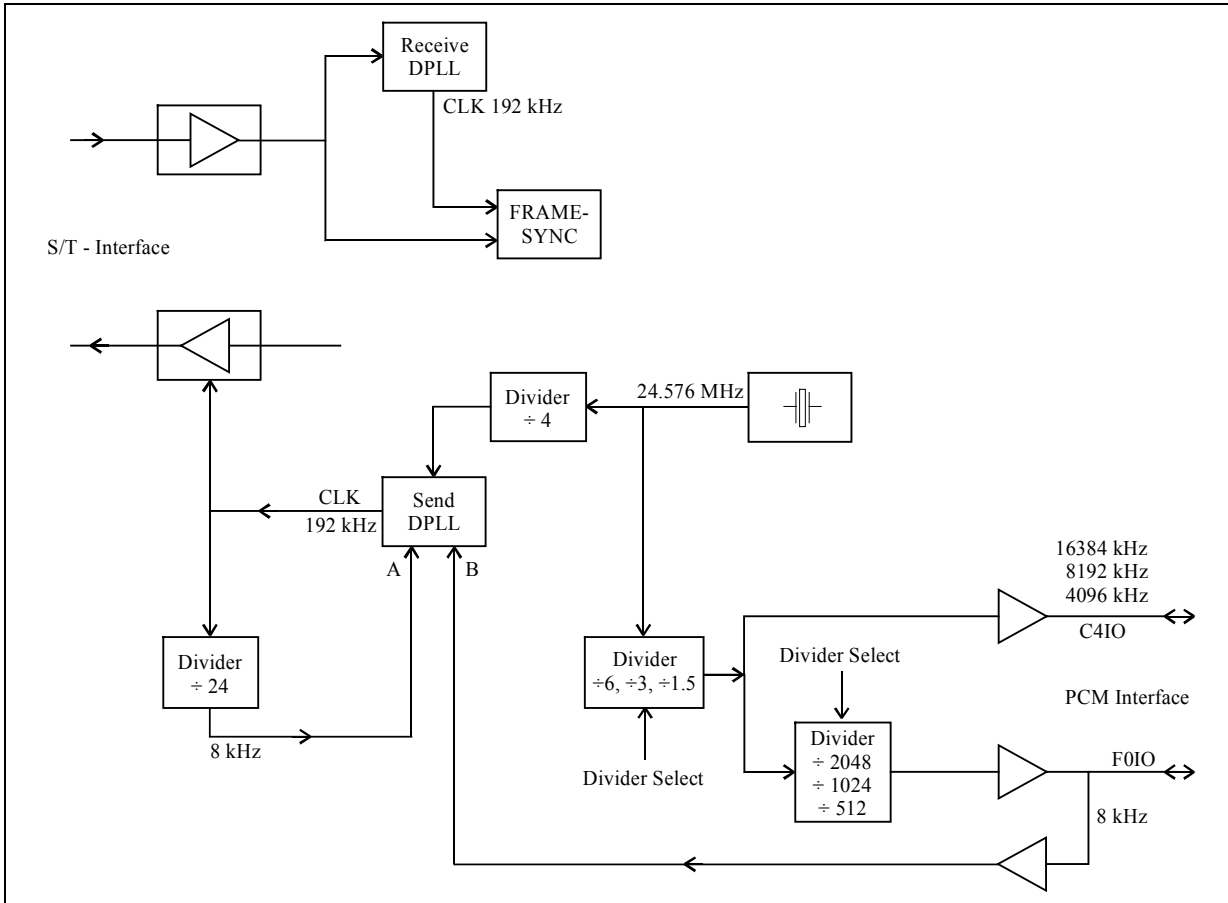 Receive
DPLL
CLK 192 kHz
FRAME-
SYNC
S/T - Interface
24.576 MHz
Divider
÷ 4
CLK
192 kHz
Send
DPLL
A
B
16384 kHz
8192 kHz
4096 kHz
C4IO
Divider
÷ 24
8 kHz
Divider
÷6, ÷3, ÷1.5
Divider Select
Divider Select
PCM Interface
Divider
÷ 2048
÷ 1024
÷ 512
F0IO
8 kHz